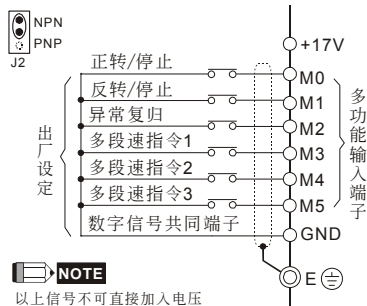 NPN
PNP
J2
+17V
正转/停止
M0
反转/停止
M1
异常复归
M2
多段速指令1
M3
多段速指令2
M4
多段速指令3
M5
数字信号共同端子
GND
出厂设定
多功能输入端子
E
NOTE
以上信号不可直接加入电压